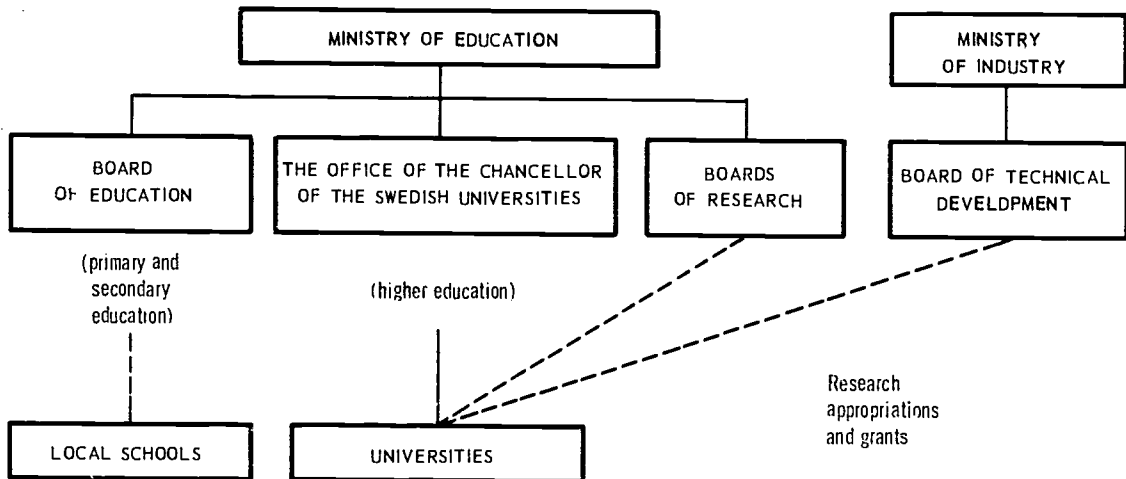 MINISTRY OF EDUCATION
MINISTRY
OF INDUSTRY
BOARD
OF EDUCATION
THE OFFICE OF THE CHANCELLOR
OF THE SWEDISH UNIVERSITIES
BOARDS
OF RESEARCH
BOARD OF TECHNICAL
DEVELDPMENT
(primary and
secondary
education)
(higher education)
Research
appropriations
and grants
LOCAL SCHOOLS
UNIVERSITIES